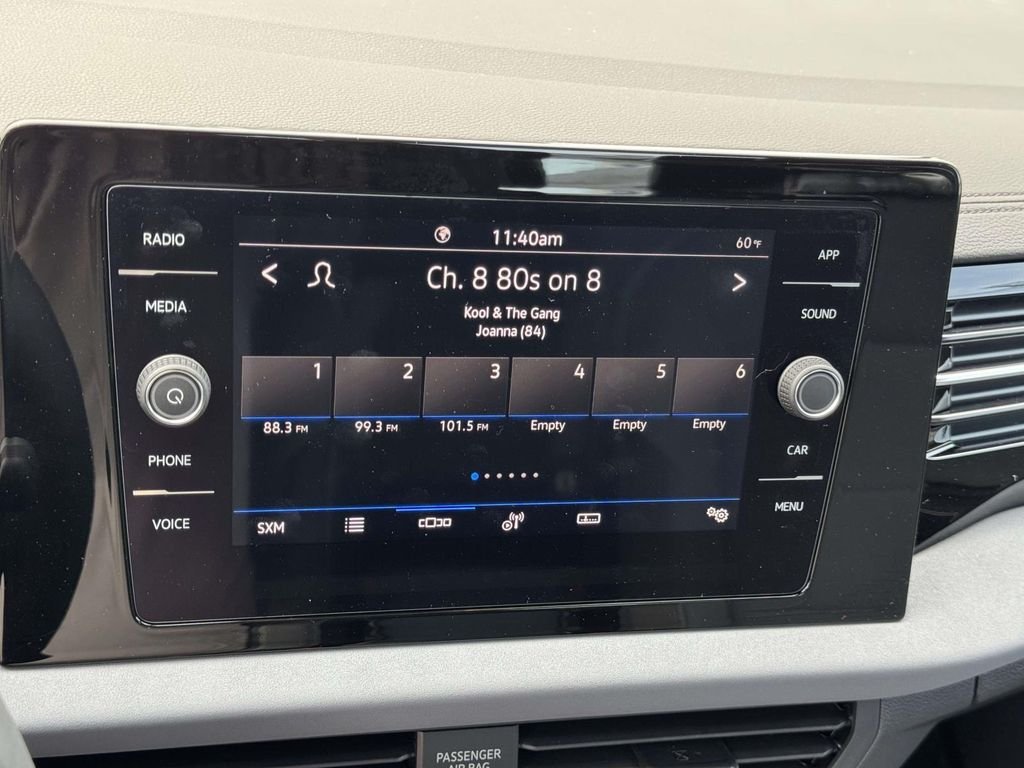 RADIO
MEDIA
PHONE
VOICE
11:40am
60°F
Ch. 8 80s on 8
Kool & The Gang
Joanna (84)
1 2 3 4 5 6
88.3 FM 99.3 FM 101.5 FM Empty Empty Empty
SXM
APP
SOUND
CAR
MENU
PASSENGER
AIR BAG